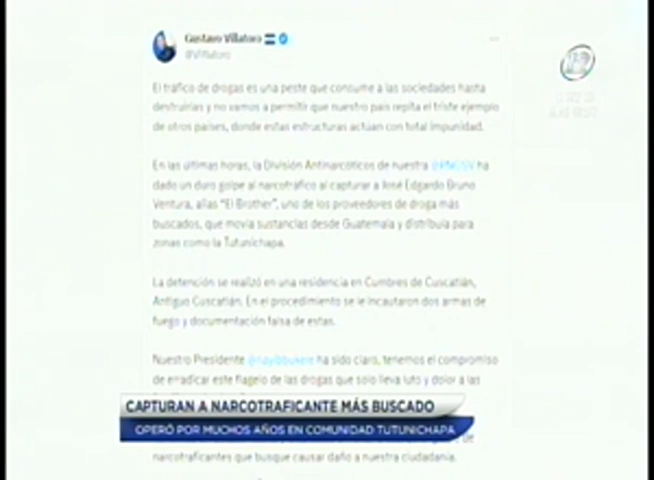 Gustavo Villatoro
@Vi
El tráfico de drogas es una peste que consume a las sociedades hasta
destruirlas y no vamos a permitir que nuestro país repita el triste ejemplo
de otros países, donde estas estructuras actúan con total impunidad.
En las últimas horas, la División Antinarcóticos de nuestra @PNCSV ha
dado un duro golpe al narcotráfico al capturar a José Edgardo Bruno
Ventura, alias "El Brother", uno de los proveedores de droga más
buscados, que movía sustancias desde Guatemala y distribuía para
zonas como la Tutunichapa.
La detención se realizó en una residencia en Cumbres de Cuscatlán,
Antiguo Cuscatlán. En el procedimiento se le incautaron dos armas de
fuego y documentación falsa de estas.
Nuestro Presidente @nayibbukele ha sido claro, tenemos el compromiso
de erradicar este flagelo de las drogas que solo lleva luto y dolor a las
CAPTURAN A NARCOTRAFICANTE MÁS BUSCADO
OPERÓ POR MUCHOS AÑOS EN COMUNIDAD TUTUNICHAPA
de
narcotraficantes que busque causar daño a nuestra ciudadanía.